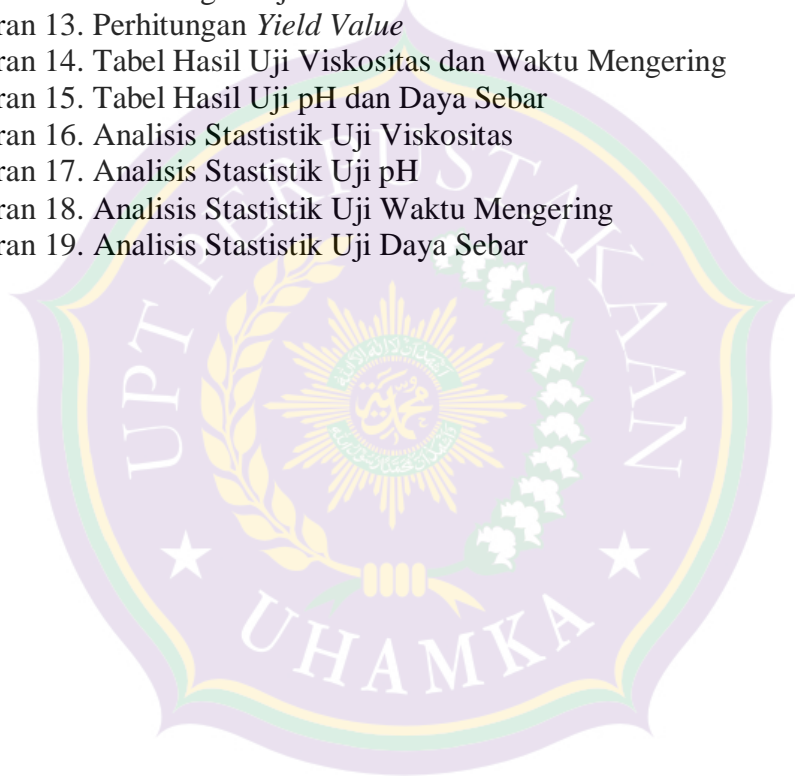 ran 13. Perhitungan Yield Value
ran 14. Tabel Hasil Uji Viskositas dan Waktu Mengering
ran 15. Tabel Hasil Uji pH dan Daya Sebar
ran 16. Analisis Stastistik Uji Viskositas
ran 17. Analisis Stastistik Uji pH
ran 18. Analisis Stastistik Uji Waktu Mengering
ran 19. Analisis Stastistik Uji Daya Sebar
UPT PERPUSTAKAAN
UHAMKA